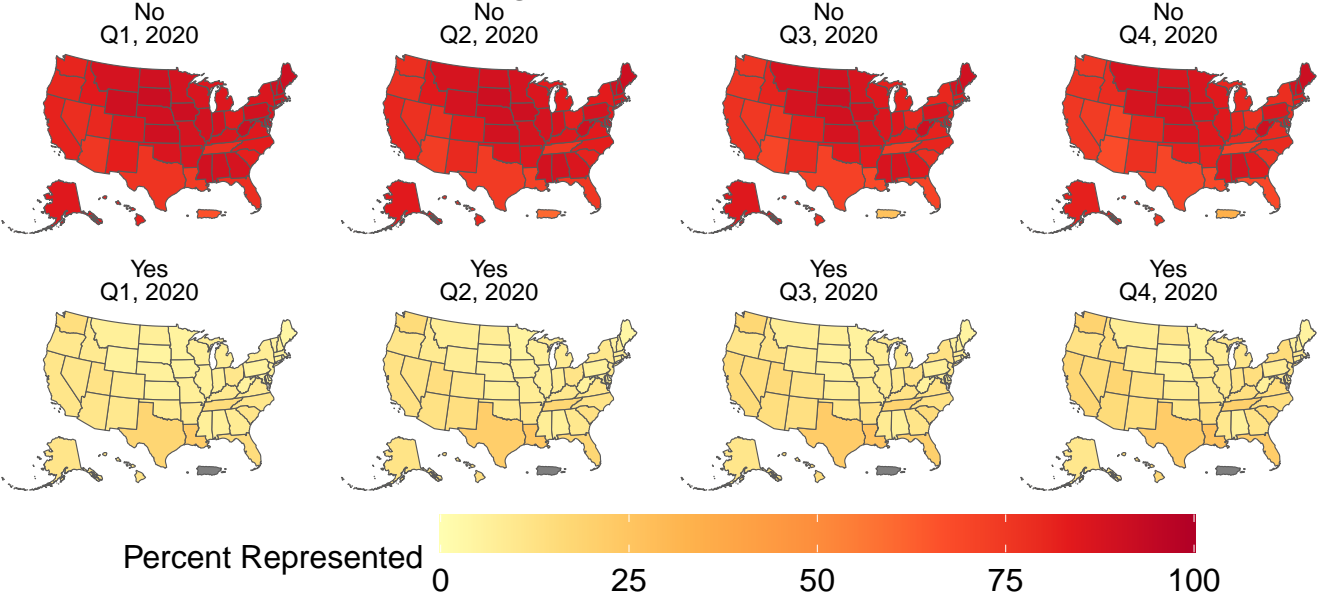 No
Q1, 2020
No
Q2, 2020
No
Q3, 2020
No
Q4, 2020
Yes
Q1, 2020
Yes
Q2, 2020
Yes
Q3, 2020
Yes
Q4, 2020
Percent Represented
0
25
50
75
100